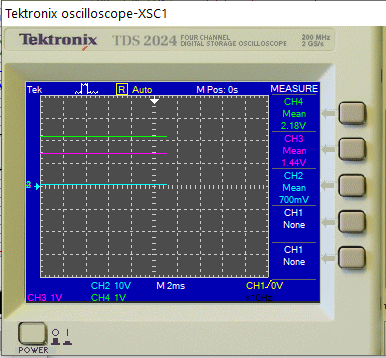 Tektronix oscilloscope-XSC1
Tektronix TDS 2024 FOUR CHANNEL DIGITAL STORAGE OSCILLOSCOPE 200 MHz 2 GS/s
Tek R Auto M Pos: 0s MEASURE
CH4
Mean
2.18V
CH3
Mean
1.44V
CH2
Mean
700mV
CH1
None
CH1
None
CH2 10V M 2ms CH1/0V
CH3 1V CH4 1V
POWER